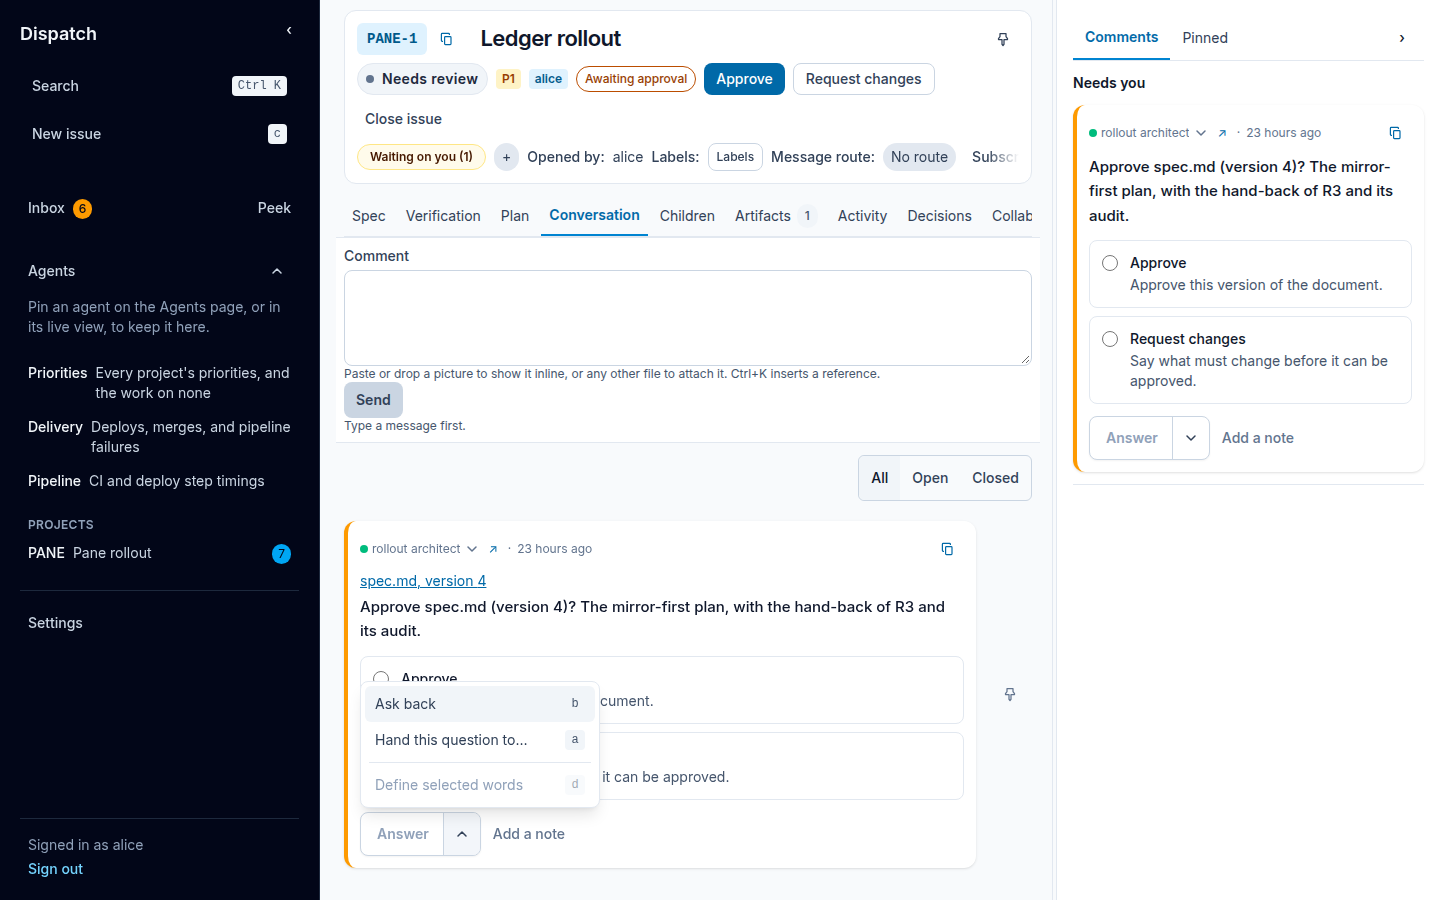 Dispatch
Search
Ctrl K
New issue
c
Inbox 6
Peek
Agents
Pin an agent on the Agents page, or in
its live view, to keep it here.
Priorities Every project's priorities, and
the work on none
Delivery Deploys, merges, and pipeline
failures
Pipeline CI and deploy step timings
PROJECTS
PANE Pane rollout 7
Settings
Signed in as alice
Sign out
PANE-1
Ledger rollout
Needs review P1 alice Awaiting approval Approve Request changes
Close issue
Waiting on you (1) + Opened by: alice Labels: Labels Message route: No route Subscr
Spec Verification Plan Conversation Children Artifacts 1 Activity Decisions Collab
Comment
Paste or drop a picture to show it inline, or any other file to attach it. Ctrl+K inserts a reference.
Send
Type a message first.
All Open Closed
rollout architect · 23 hours ago
spec.md, version 4
Approve spec.md (version 4)? The mirror-first plan, with the hand-back of R3 and
its audit.
Approve
cument.
it can be approved.
Ask back b
Hand this question to... a
Define selected words d
Answer Add a note
Comments Pinned
Needs you
rollout architect · 23 hours ago
Approve spec.md (version 4)? The mirror-
first plan, with the hand-back of R3 and its
audit.
Approve
Approve this version of the document.
Request changes
Say what must change before it can be
approved.
Answer Add a note